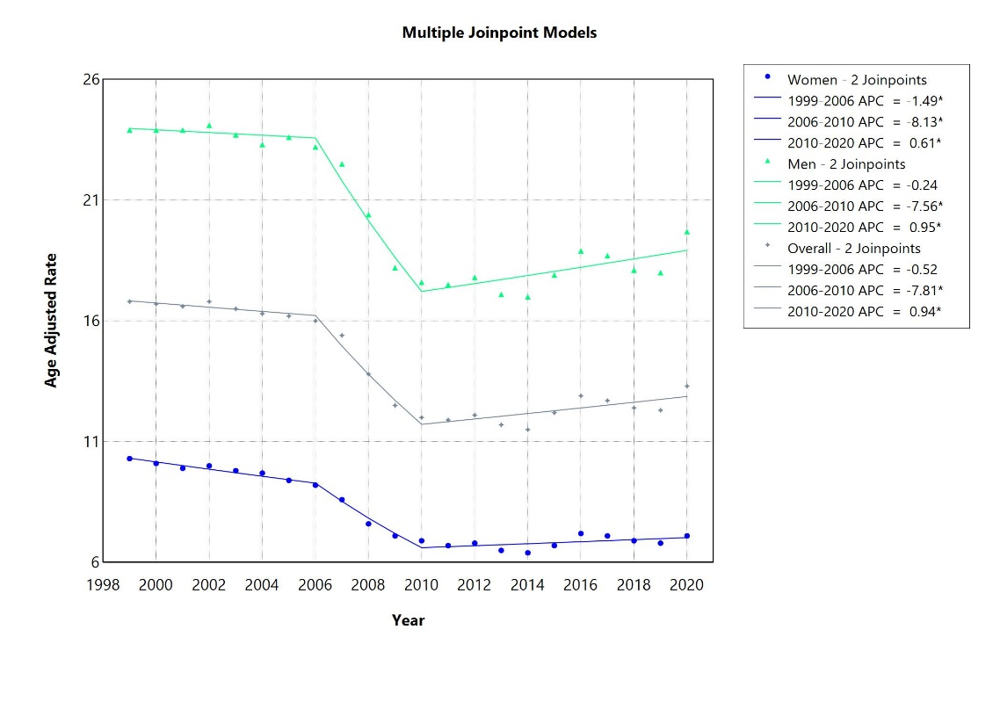 Multiple Joinpoint Models
26
21
16
11
6
Age Adjusted Rate
1998 2000 2002 2004 2006 2008 2010 2012 2014 2016 2018 2020
Year
Women - 2 Joinpoints
1999-2006 APC = -1.49*
2006-2010 APC = -8.13*
2010-2020 APC = 0.61*
Men - 2 Joinpoints
1999-2006 APC = -0.24
2006-2010 APC = -7.56*
2010-2020 APC = 0.95*
Overall - 2 Joinpoints
1999-2006 APC = -0.52
2006-2010 APC = -7.81*
2010-2020 APC = 0.94*